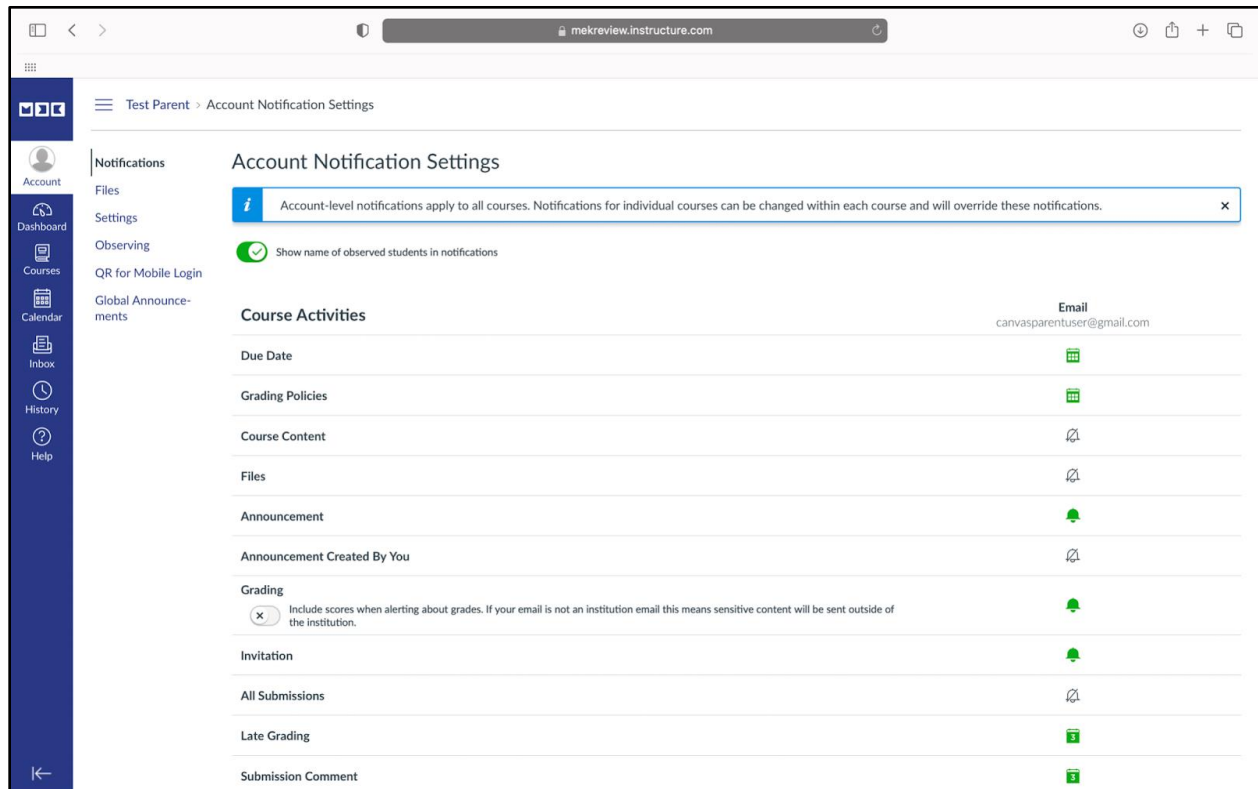 mekreview.instructure.com
MEK
Test Parent > Account Notification Settings
Account
Dashboard
Courses
Calendar
Inbox
History
Help
Notifications
Files
Settings
Observing
QR for Mobile Login
Global Announce-
ments
Account Notification Settings
i Account-level notifications apply to all courses. Notifications for individual courses can be changed within each course and will override these notifications.
Show name of observed students in notifications
Course Activities
Email
canvasparentuser@gmail.com
Due Date
Grading Policies
Course Content
Files
Announcement
Announcement Created By You
Grading
Include scores when alerting about grades. If your email is not an institution email this means sensitive content will be sent outside of
the institution.
Invitation
All Submissions
Late Grading 3
Submission Comment 3